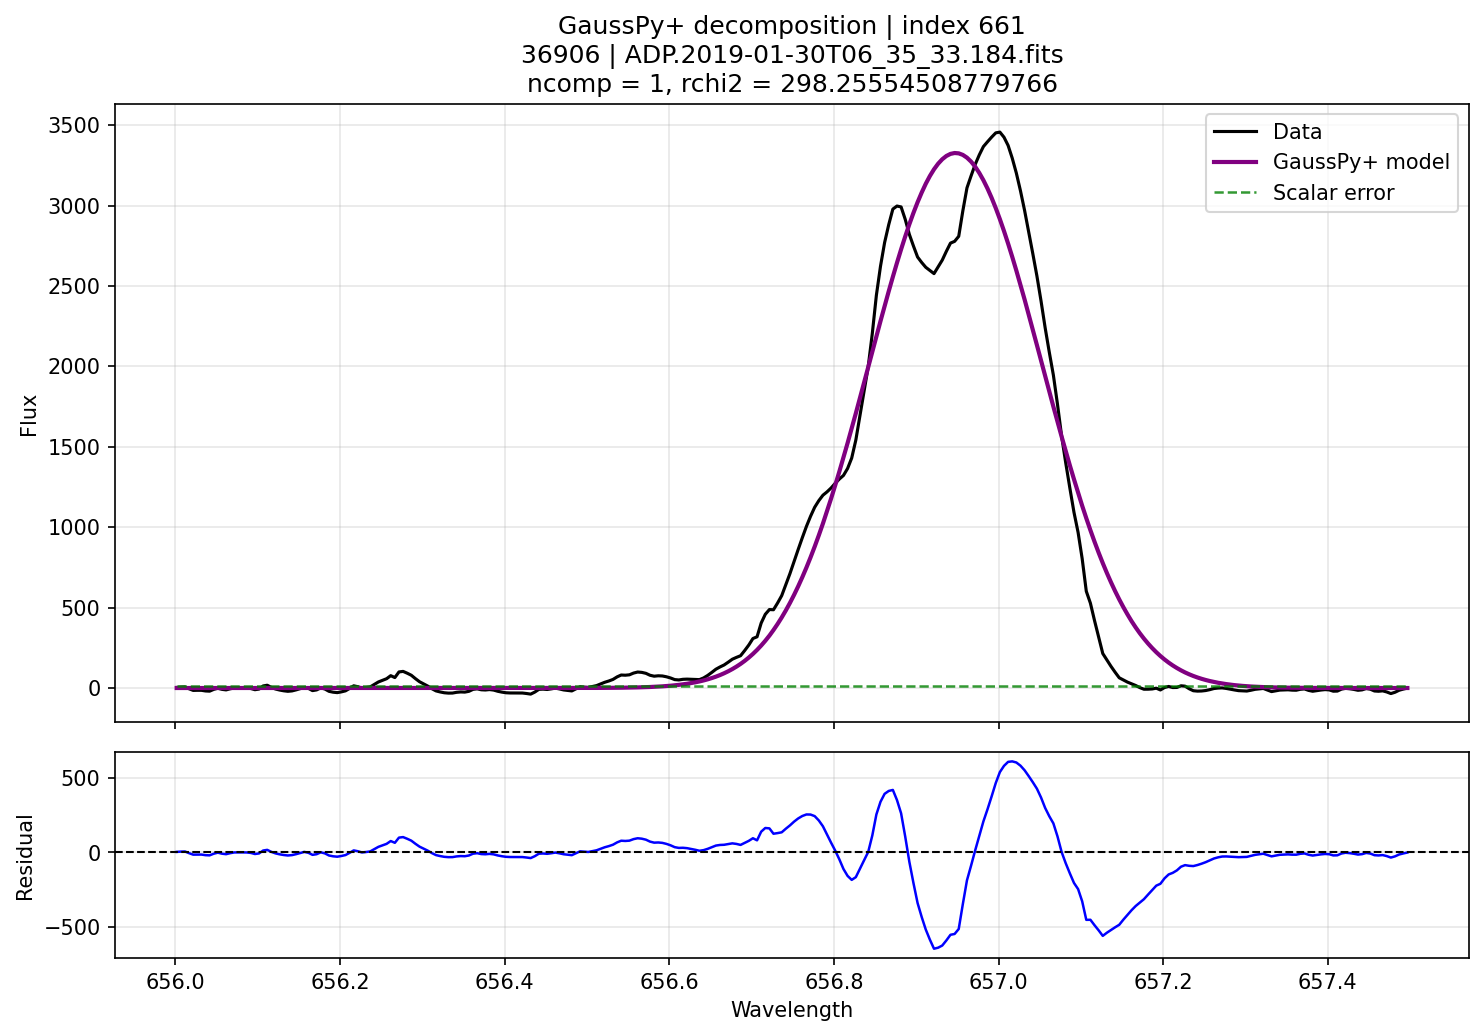 GaussPy+ decomposition | index 661
36906 | ADP.2019-01-30T06_35_33.184.fits
ncomp = 1, rchi2 = 298.25554508779766
Data
GaussPy+ model
Scalar error
3500
3000
2500
2000
1500
1000
500
0
Flux
500
0
−500
Residual
656.0 656.2 656.4 656.6 656.8 657.0 657.2 657.4
Wavelength